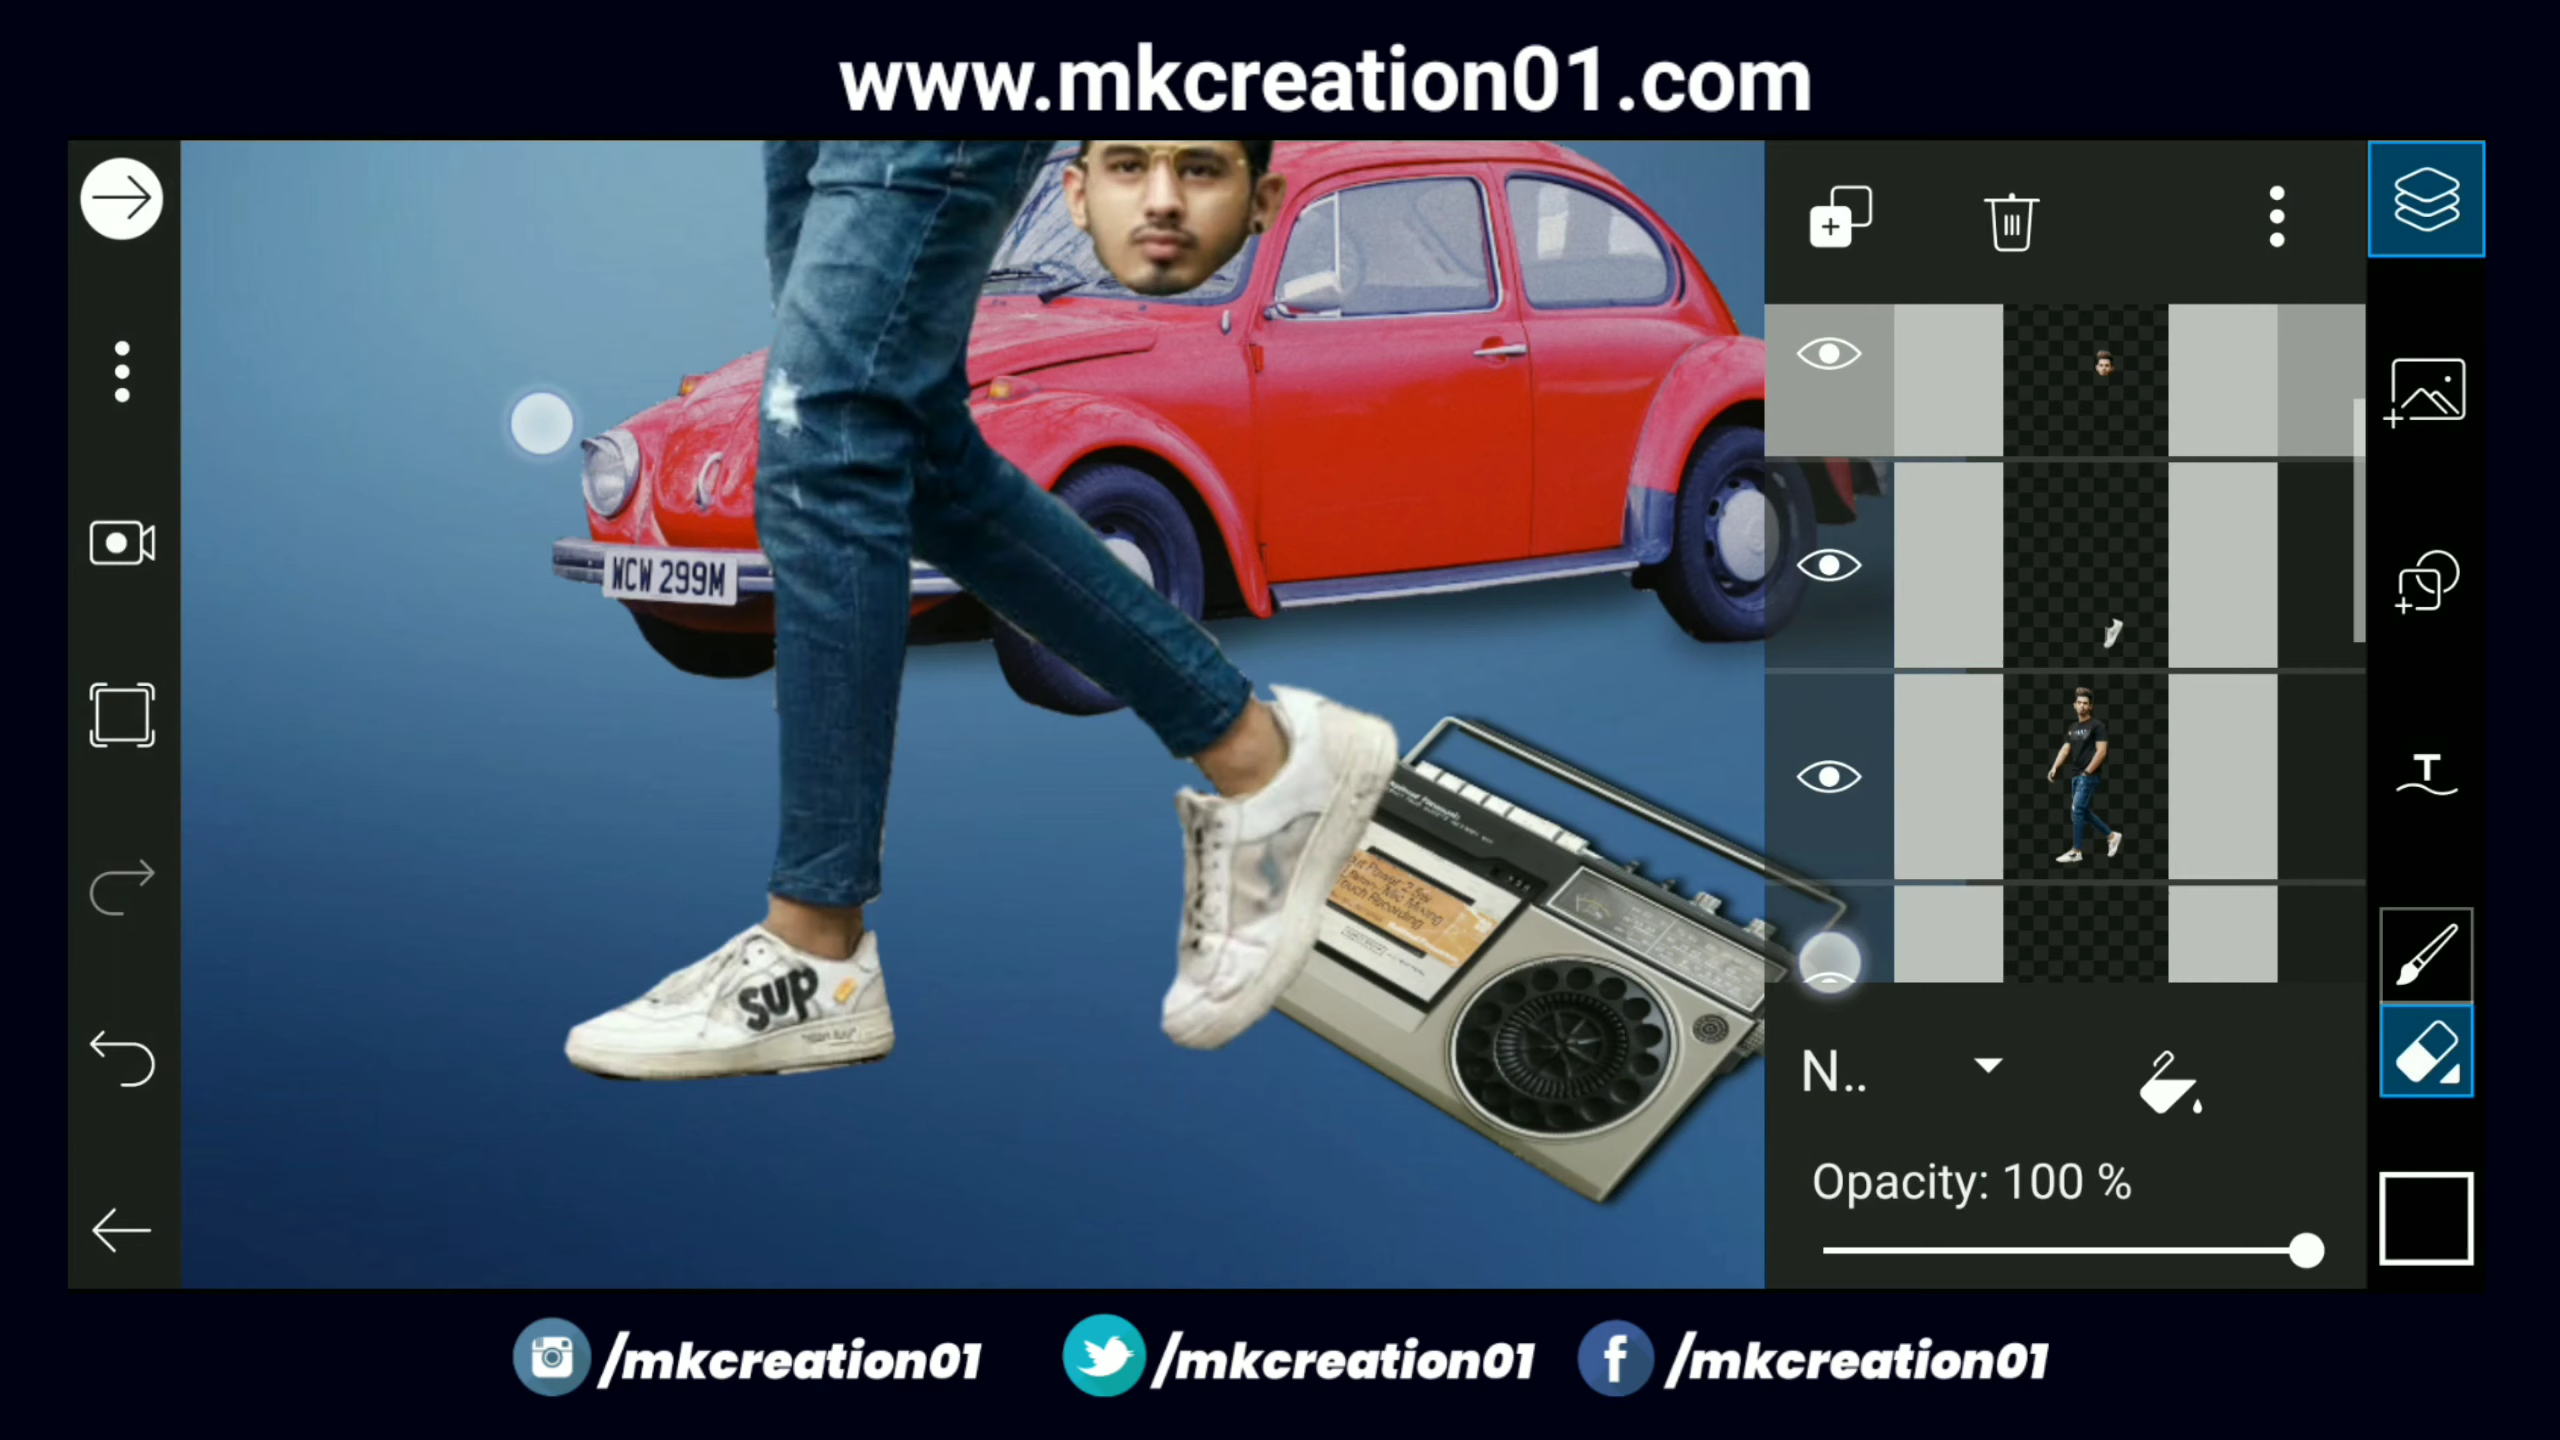 www.mkcreation01.com
WCW 299M
sup
N..
Opacity: 100 %
/mkcreation01
/mkcreation01
/mkcreation01